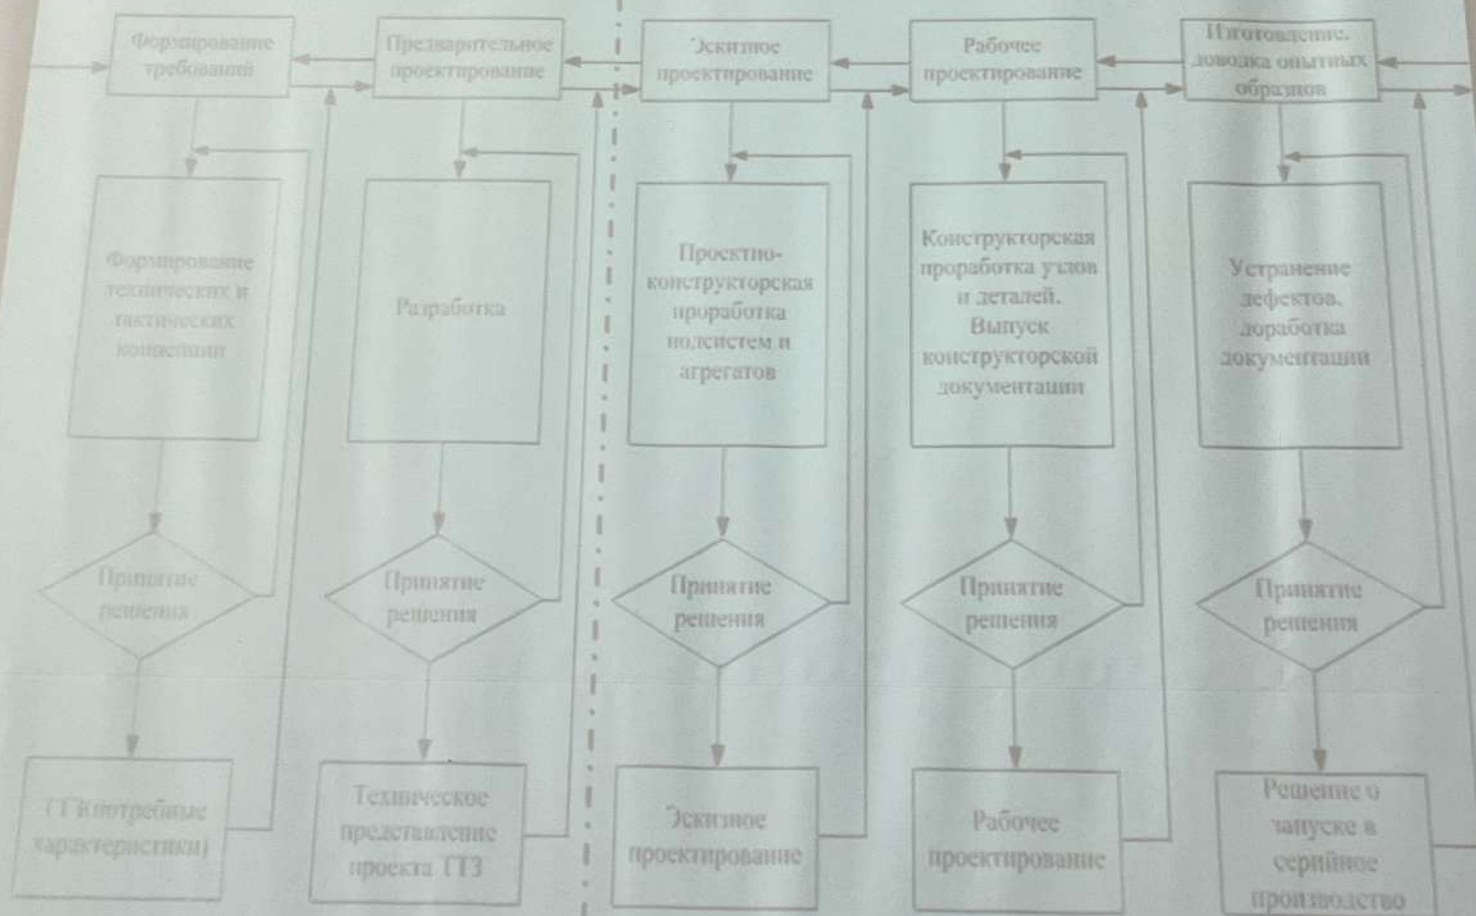 Формирование
требований
Предварительное
проектирование
Эскизное
проектирование
Рабочее
проектирование
Изготовление,
доводка опытных
образцов
Формирование
технических и
тактических
концепции
Разработка
Проектно-
конструкторская
проработка
подсистем и
агрегатов
Конструкторская
проработка узлов
и деталей.
Выпуск
конструкторской
документации
Устранение
дефектов,
доработка
документации
Принятие
решения
Принятие
решения
Принятие
решения
Принятие
решения
Принятие
решения
ТТЗ(потребные
характеристики)
Техническое
представление
проекта ТТЗ
Эскизное
проектирование
Рабочее
проектирование
Решение о
запуске в
серийное
производство